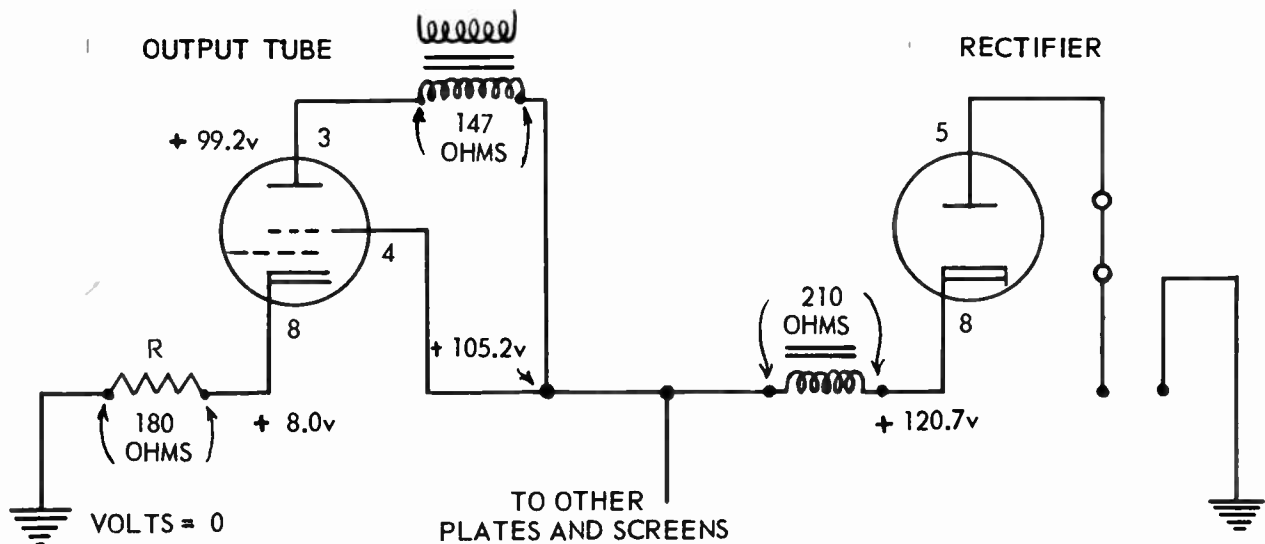 OUTPUT TUBE
RECTIFIER
+ 99.2v
3
147
OHMS
5
4
8
210
OHMS
8
R
+ 105.2v
180
OHMS
+ 8.0v
+ 120.7v
VOLTS = 0
TO OTHER
PLATES AND SCREENS